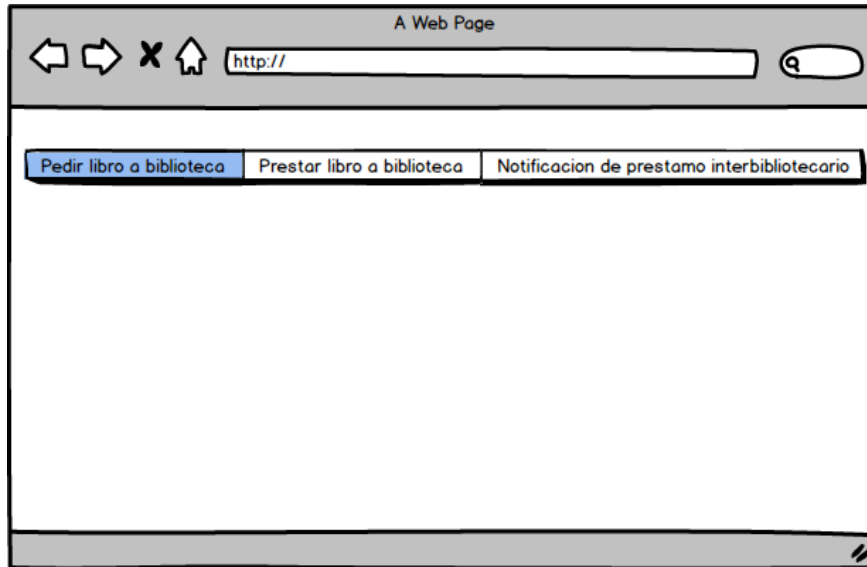 A Web Page
http://
Pedir libro a biblioteca Prestar libro a biblioteca Notificacion de prestamo interbibliotecario